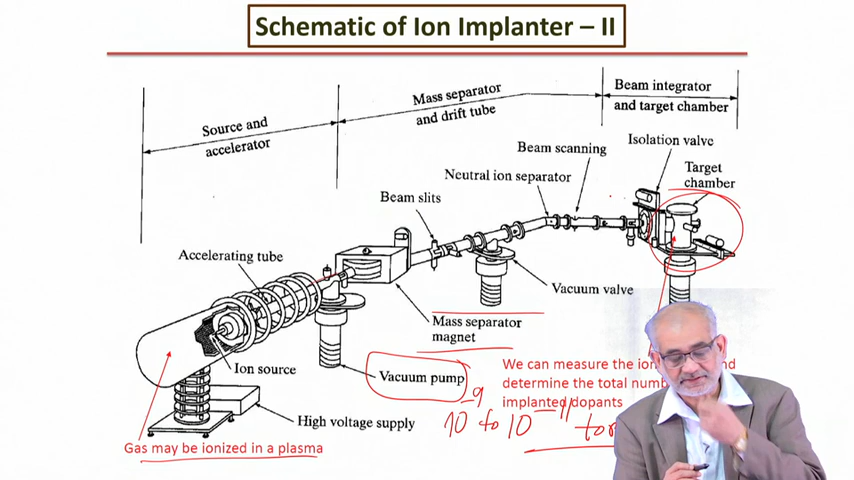 Schematic of Ion Implanter – II
Beam integrator
and target chamber
Mass separator
and drift tube
Source and
accelerator
Isolation valve
Beam scanning
Target
chamber
Neutral ion separator
Beam slits
Accelerating tube
Vacuum valve
Mass separator
magnet
Ion source
Vacuum pump
We can measure the ion
determine the total
implanted dopants
10⁻⁹ to 10⁻¹¹
High voltage supply
Gas may be ionized in a plasma